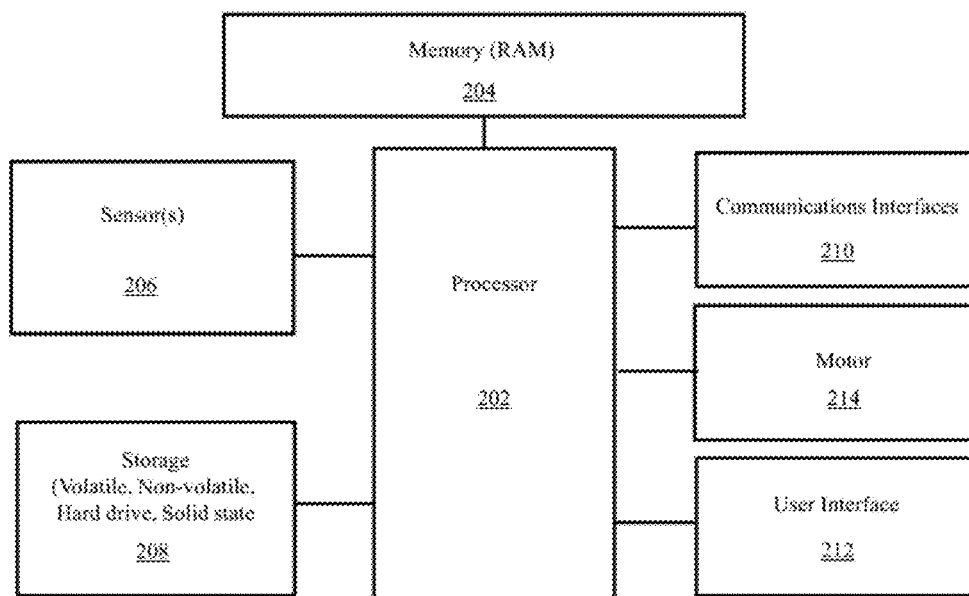 Memory (RAM)
204
Sensor(s)
206
Processor
202
Storage
(Volatile, Non-volatile,
Hard drive, Solid state
208
Communications Interfaces
210
Motor
214
User Interface
212